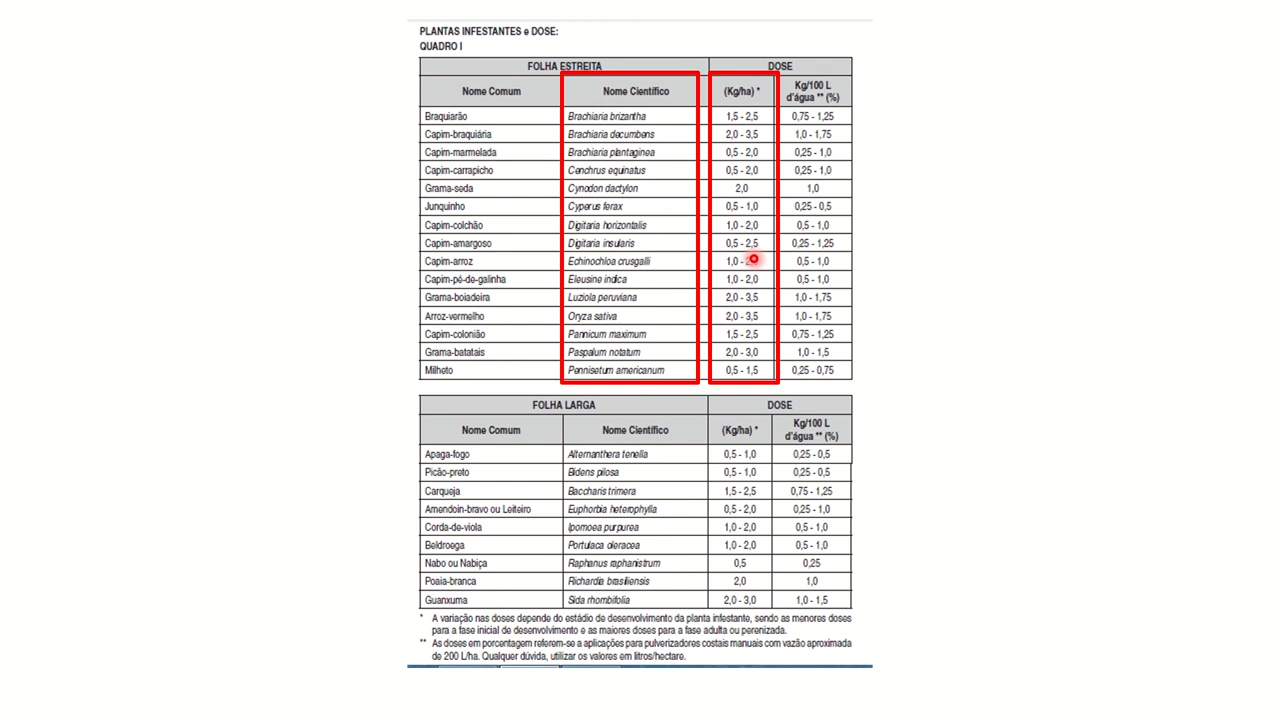 PLANTAS INFESTANTES e DOSE:
QUADRO I
FOLHA ESTREITA DOSE
Nome Comum Nome Científico (Kg/ha) * Kg/100 L
d'água ** (%)
Braquiarão Brachiaria brizantha 1,5 - 2,5 0,75 - 1,25
Capim-braquiária Brachiaria decumbens 2,0 - 3,5 1,0 - 1,75
Capim-marmelada Brachiaria plantaginea 0,5 - 2,0 0,25 - 1,0
Capim-carrapicho Cenchrus equinatus 0,5 - 2,0 0,25 - 1,0
Grama-seda Cynodon dactylon 2,0 1,0
Junquinho Cyperus ferax 0,5 - 1,0 0,25 - 0,5
Capim-colchão Digitaria horizontalis 1,0 - 2,0 0,5 - 1,0
Capim-amargoso Digitaria insularis 0,5 - 2,5 0,25 - 1,25
Capim-arroz Echinochloa crusgalli 1,0 - 0,5 - 1,0
Capim-pé-de-galinha Eleusine indica 1,0 - 2,0 0,5 - 1,0
Grama-boiadeira Luziola peruviana 2,0 - 3,5 1,0 - 1,75
Arroz-vermelho Oryza sativa 2,0 - 3,5 1,0 - 1,75
Capim-colonião Pannicum maximum 1,5 - 2,5 0,75 - 1,25
Grama-batatais Paspalum notatum 2,0 - 3,0 1,0 - 1,5
Milheto Pennisetum americanum 0,5 - 1,5 0,25 - 0,75
FOLHA LARGA DOSE
Nome Comum Nome Científico (Kg/ha) * Kg/100 L
d'água ** (%)
Apaga-fogo Alternanthera tenella 0,5 - 1,0 0,25 - 0,5
Picão-preto Bidens pilosa 0,5 - 1,0 0,25 - 0,5
Carqueja Baccharis trimera 1,5 - 2,5 0,75 - 1,25
Amendoin-bravo ou Leiteiro Euphorbia heterophylla 0,5 - 2,0 0,25 - 1,0
Corda-de-viola Ipomoea purpurea 1,0 - 2,0 0,5 - 1,0
Beldroega Portulaca oleracea 1,0 - 2,0 0,5 - 1,0
Nabo ou Nabiça Raphanus raphanistrum 0,5 0,25
Poaia-branca Richardia brasiliensis 2,0 1,0
Guanxuma Sida rhombifolia 2,0 - 3,0 1,0 - 1,5
* A variação nas doses depende do estádio de desenvolvimento da planta infestante, sendo as menores doses
para a fase inicial de desenvolvimento e as maiores doses para a fase adulta ou perenizada.
** As doses em porcentagem referem-se a aplicações para pulverizadores costais manuais com vazão aproximada
de 200 L/ha. Qualquer dúvida, utilizar os valores em litros/hectare.